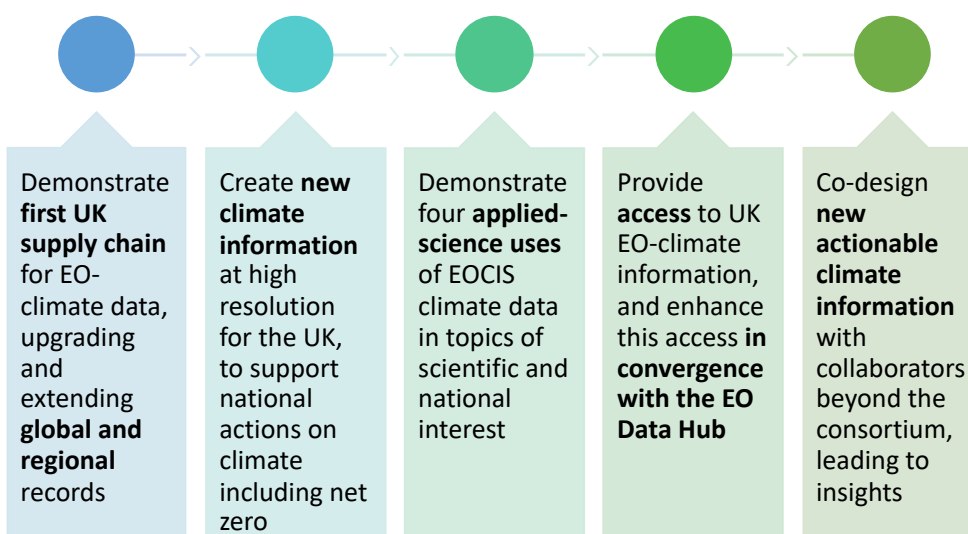 Demonstrate
first UK
supply chain
for EO-
climate data,
upgrading
and
extending
global and
regional
records
Create new
climate
information
at high
resolution
for the UK,
to support
national
actions on
climate
including net
zero
Demonstrate
four applied-
science uses
of EOCIS
climate data
in topics of
scientific and
national
interest
Provide
access to UK
EO-climate
information,
and enhance
this access in
convergence
with the EO
Data Hub
Co-design
new
actionable
climate
information
with
collaborators
beyond the
consortium,
leading to
insights